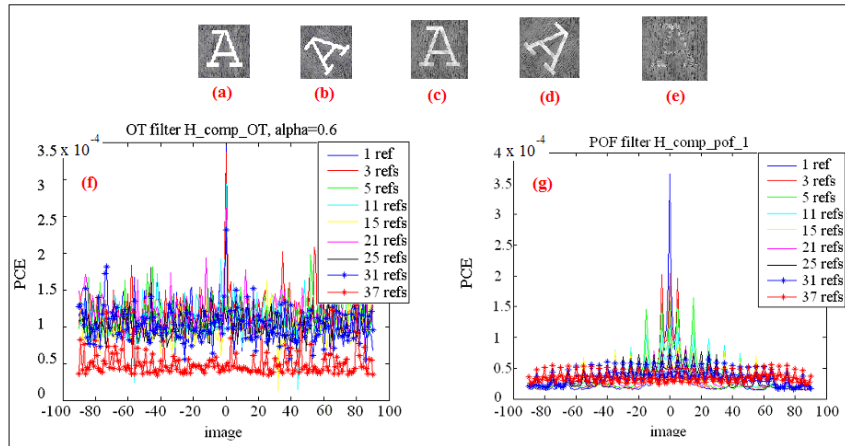 A A A A A
(a) (b) (c) (d) (e)
OT filter H_comp_OT, alpha=0.6
x 10 -4
3.5
3
2.5
2
1.5
1
0.5
0
PCE
(f)
1 ref
3 refs
5 refs
11 refs
15 refs
21 refs
25 refs
31 refs
37 refs
-100 -80 -60 -40 -20 0 20 40 60 80 100
image
POF filter H_comp_pof_1
x 10 -4
4
3.5
3
2.5
2
1.5
1
0.5
0
PCE
(g)
1 ref
3 refs
5 refs
11 refs
15 refs
21 refs
25 refs
31 refs
37 refs
-100 -80 -60 -40 -20 0 20 40 60 80 100
image